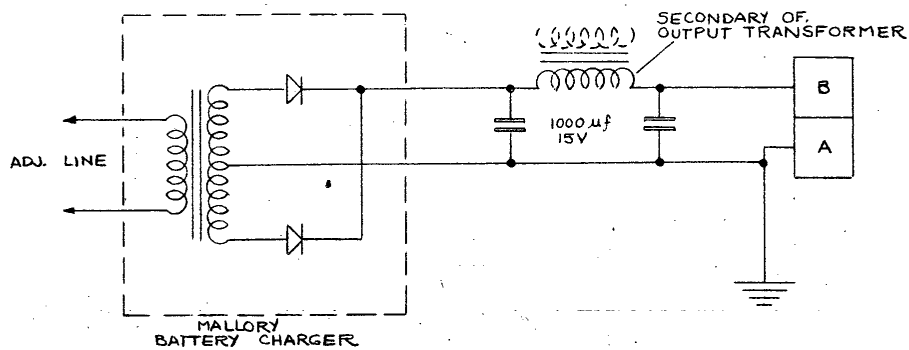 SECONDARY OF.
OUTPUT TRANSFORMER
B
1000 µf
15V
A
ADJ. LINE
MALLORY
BATTERY CHARGER